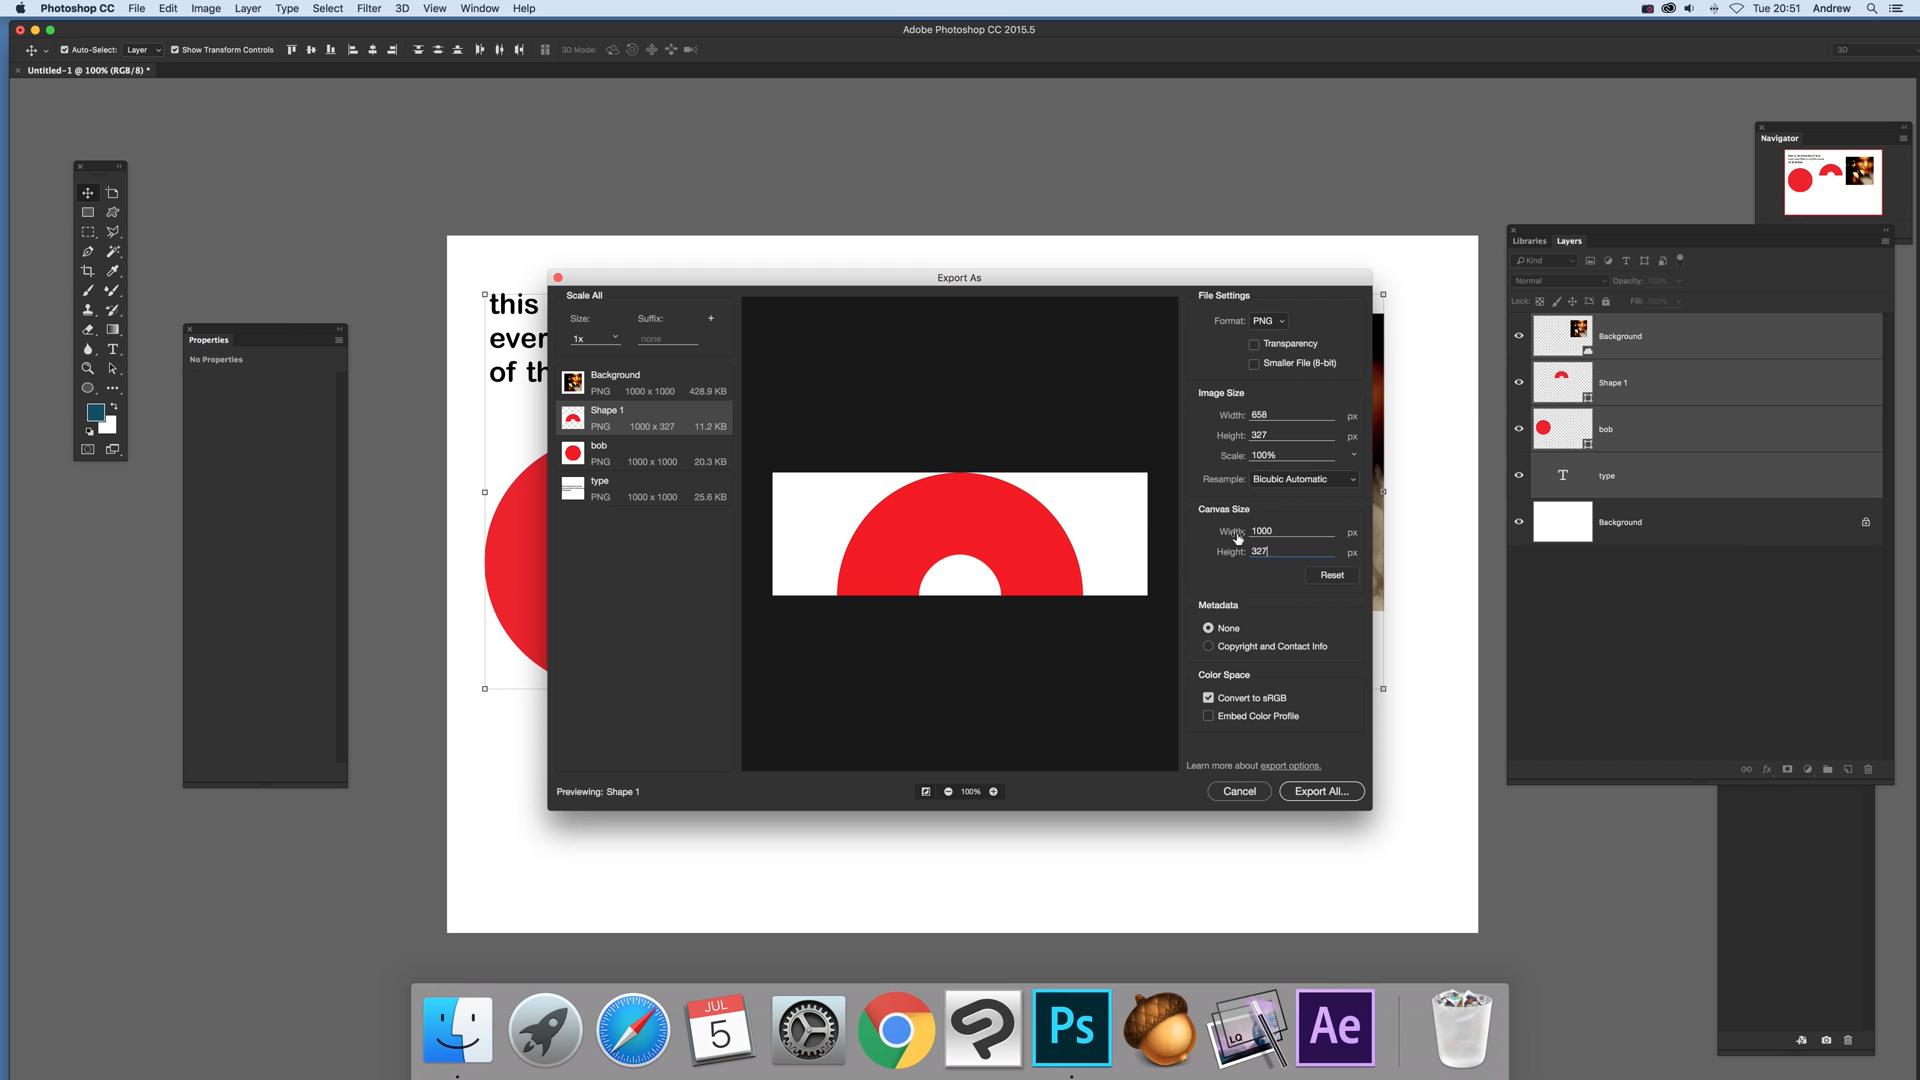 Photoshop CC File Edit Image Layer Type Select Filter 3D View Window Help Tue 20:51 Andrew
Adobe Photoshop CC 2015.5
Auto-Select: Layer Show Transform Controls 3D Mode: 3D
Untitled-1 @ 100% (RGB/8) *
Navigator
Properties
No Properties
this
ever
of th
Export As
Scale All
Size: Suffix: +
1x none
Background
PNG 1000 x 1000 428.9 KB
Shape 1
PNG 1000 x 327 11.2 KB
bob
PNG 1000 x 1000 20.3 KB
type
PNG 1000 x 1000 25.6 KB
Previewing: Shape 1
100%
File Settings
Format: PNG
Transparency
Smaller File (8-bit)
Image Size
Width: 658 px
Height: 327 px
Scale: 100%
Resample: Bicubic Automatic
Canvas Size
Width: 1000 px
Height: 327 px
Reset
Metadata
None
Copyright and Contact Info
Color Space
Convert to sRGB
Embed Color Profile
Learn more about export options.
Cancel Export All...
Libraries Layers
Kind
Normal Opacity: 100%
Lock: Fill: 100%
Background
Shape 1
bob
T type
Background
fx
JUL
5
Ps
LQ
Ae